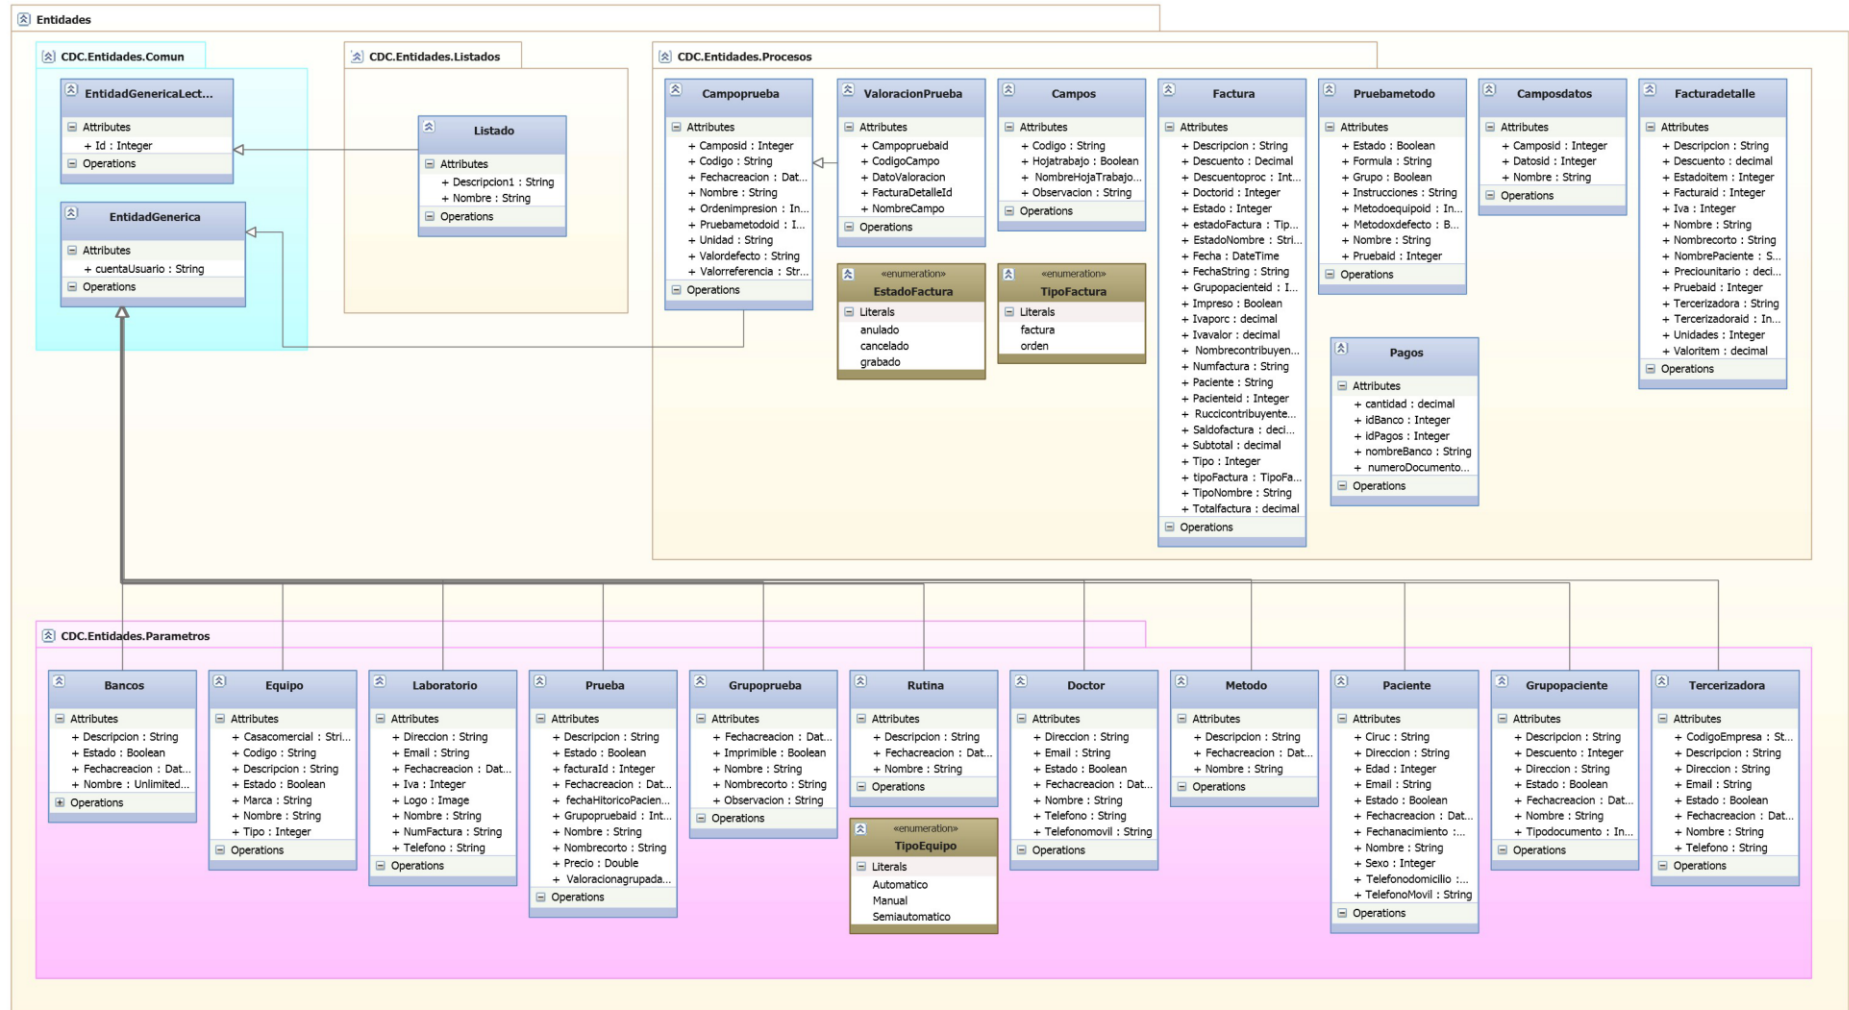 Entidades
CDC.Entidades.Comun
EntidadGenericaLect...
Attributes
+ Id : Integer
Operations
EntidadGenerica
Attributes
+ cuentaUsuario : String
Operations
CDC.Entidades.Listados
Listado
Attributes
+ Descripcion1 : String
+ Nombre : String
Operations
CDC.Entidades.Procesos
Campoprueba
Attributes
+ Camposid : Integer
+ Codigo : String
+ Fechacreacion : Dat...
+ Nombre : String
+ Ordenimpresion : In...
+ Pruebametodoid : I...
+ Unidad : String
+ Valordefecto : String
+ Valorreferencia : Str...
Operations
ValoracionPrueba
Attributes
+ Campopruebaid
+ CodigoCampo
+ DatoValoracion
+ FacturaDetalleId
+ NombreCampo
Operations
«enumeration»
EstadoFactura
Literals
anulado
cancelado
grabado
Campos
Attributes
+ Codigo : String
+ Hojatrabajo : Boolean
+ NombreHojaTrabajo...
+ Observacion : String
Operations
«enumeration»
TipoFactura
Literals
factura
orden
Factura
Attributes
+ Descripcion : String
+ Descuento : Decimal
+ Descuentoproc : Int...
+ Doctorid : Integer
+ Estado : Integer
+ estadoFactura : Tip...
+ EstadoNombre : Stri...
+ Fecha : DateTime
+ FechaString : String
+ Grupopacienteid : I...
+ Impreso : Boolean
+ Ivaporc : decimal
+ Ivavalor : decimal
+ Nombrecontribuyen...
+ Numfactura : String
+ Paciente : String
+ Pacienteid : Integer
+ Ruccicontribuyente...
+ Saldofactura : deci...
+ Subtotal : decimal
+ Tipo : Integer
+ tipoFactura : TipoFa...
+ TipoNombre : String
+ Totalfactura : decimal
Operations
Pruebametodo
Attributes
+ Estado : Boolean
+ Formula : String
+ Grupo : Boolean
+ Instrucciones : String
+ Metodoequipoid : In...
+ Metodoxdefecto : B...
+ Nombre : String
+ Pruebaid : Integer
Operations
Pagos
Attributes
+ cantidad : decimal
+ idBanco : Integer
+ idPagos : Integer
+ nombreBanco : String
+ numeroDocumento...
Operations
Camposdatos
Attributes
+ Camposid : Integer
+ Datosid : Integer
+ Nombre : String
Operations
Facturadetalle
Attributes
+ Descripcion : String
+ Descuento : decimal
+ Estadoitem : Integer
+ Facturaid : Integer
+ Iva : Integer
+ Nombre : String
+ Nombrecorto : String
+ NombrePaciente : S...
+ Preciounitario : deci...
+ Pruebaid : Integer
+ Tercerizadora : String
+ Tercerizadoraid : In...
+ Unidades : Integer
+ Valoritem : decimal
Operations
CDC.Entidades.Parametros
Bancos
Attributes
+ Descripcion : String
+ Estado : Boolean
+ Fechacreacion : Dat...
+ Nombre : Unlimited...
Operations
Equipo
Attributes
+ Casacomercial : Stri...
+ Codigo : String
+ Descripcion : String
+ Estado : Boolean
+ Marca : String
+ Nombre : String
+ Tipo : Integer
Operations
Laboratorio
Attributes
+ Direccion : String
+ Email : String
+ Fechacreacion : Dat...
+ Iva : Integer
+ Logo : Image
+ Nombre : String
+ NumFactura : String
+ Telefono : String
Operations
Prueba
Attributes
+ Descripcion : String
+ Estado : Boolean
+ facturaId : Integer
+ Fechacreacion : Dat...
+ fechaHitoricoPacien...
+ Grupopruebaid : Int...
+ Nombre : String
+ Nombrecorto : String
+ Precio : Double
+ Valoracionagrupada...
Operations
Grupoprueba
Attributes
+ Fechacreacion : Dat...
+ Imprimible : Boolean
+ Nombre : String
+ Nombrecorto : String
+ Observacion : String
Operations
Rutina
Attributes
+ Descripcion : String
+ Fechacreacion : Dat...
+ Nombre : String
Operations
«enumeration»
TipoEquipo
Literals
Automatico
Manual
Semiautomatico
Doctor
Attributes
+ Direccion : String
+ Email : String
+ Estado : Boolean
+ Fechacreacion : Dat...
+ Nombre : String
+ Telefono : String
+ Telefonomovil : String
Operations
Metodo
Attributes
+ Descripcion : String
+ Fechacreacion : Dat...
+ Nombre : String
Operations
Paciente
Attributes
+ Ciruc : String
+ Direccion : String
+ Edad : Integer
+ Email : String
+ Estado : Boolean
+ Fechacreacion : Dat...
+ Fechanacimiento :...
+ Nombre : String
+ Sexo : Integer
+ Telefonodomicilio :...
+ TelefonoMovil : String
Operations
Grupopaciente
Attributes
+ Descripcion : String
+ Descuento : Integer
+ Direccion : String
+ Estado : Boolean
+ Fechacreacion : Dat...
+ Nombre : String
+ Tipodocumento : In...
Operations
Tercerizadora
Attributes
+ CodigoEmpresa : St...
+ Descripcion : String
+ Direccion : String
+ Email : String
+ Estado : Boolean
+ Fechacreacion : Dat...
+ Nombre : String
+ Telefono : String
Operations